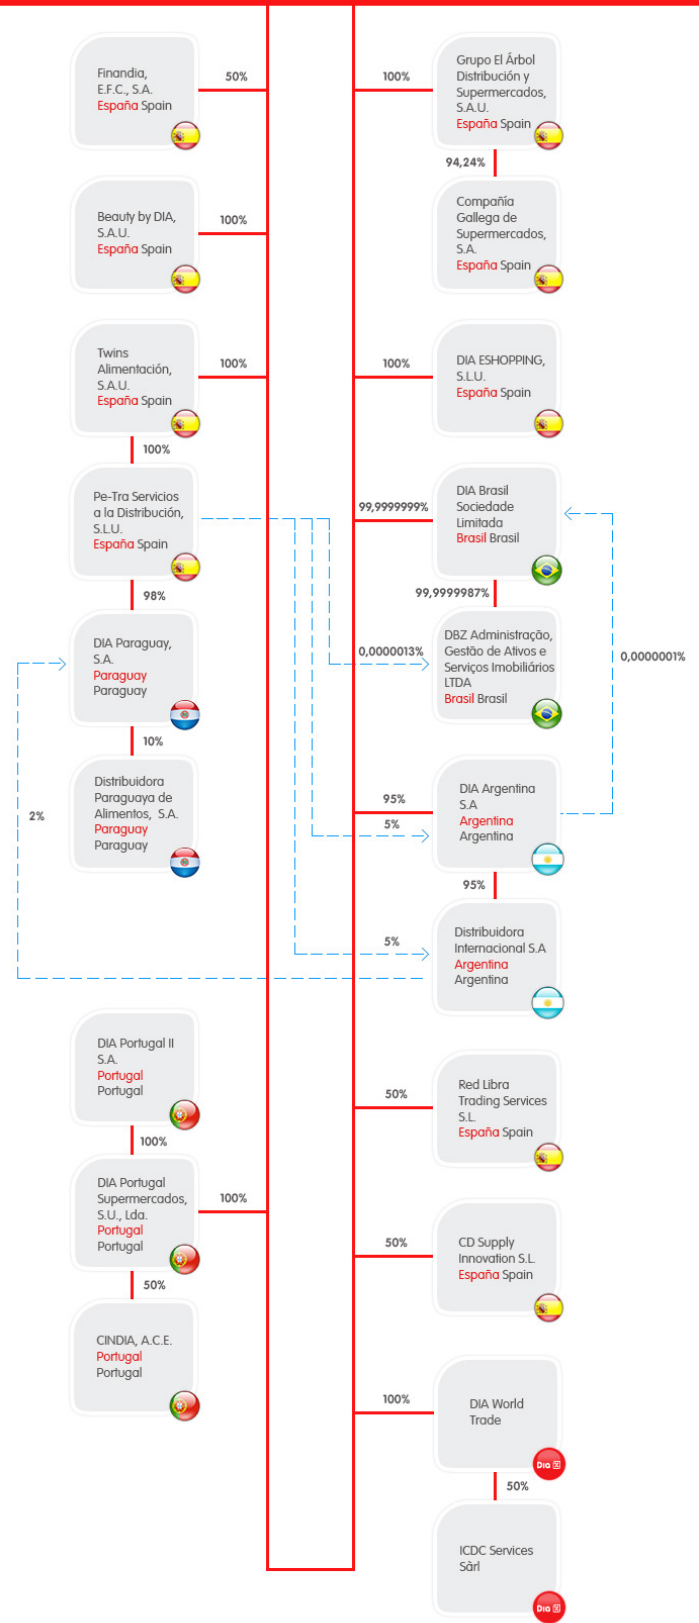 Finandia,
E.F.C., S.A.
España Spain
50%
Beauty by DIA,
S.A.U.
España Spain
100%
Twins
Alimentación,
S.A.U.
España Spain
100%
100%
Pe-Tra Servicios
a la Distribución,
S.L.U.
España Spain
98%
DIA Paraguay,
S.A.
Paraguay
Paraguay
10%
Distribuidora
Paraguaya de
Alimentos, S.A.
Paraguay
Paraguay
2%
DIA Portugal II
S.A.
Portugal
Portugal
100%
DIA Portugal
Supermercados,
S.U., Lda.
Portugal
Portugal
100%
50%
CINDIA, A.C.E.
Portugal
Portugal
100%
Grupo El Árbol
Distribución y
Supermercados,
S.A.U.
España Spain
94,24%
Compañía
Gallega de
Supermercados,
S.A.
España Spain
100%
DIA ESHOPPING,
S.L.U.
España Spain
99,9999999%
DIA Brasil
Sociedade
Limitada
Brasil Brasil
99,9999987%
0,0000013%
DBZ Administração,
Gestão de Ativos e
Serviços Imobiliários
LTDA
Brasil Brasil
0,0000001%
95%
5%
DIA Argentina
S.A
Argentina
Argentina
95%
5%
Distribuidora
Internacional S.A
Argentina
Argentina
50%
Red Libra
Trading Services
S.L.
España Spain
50%
CD Supply
Innovation S.L.
España Spain
100%
DIA World
Trade
Dia
50%
ICDC Services
Sàrl
Dia